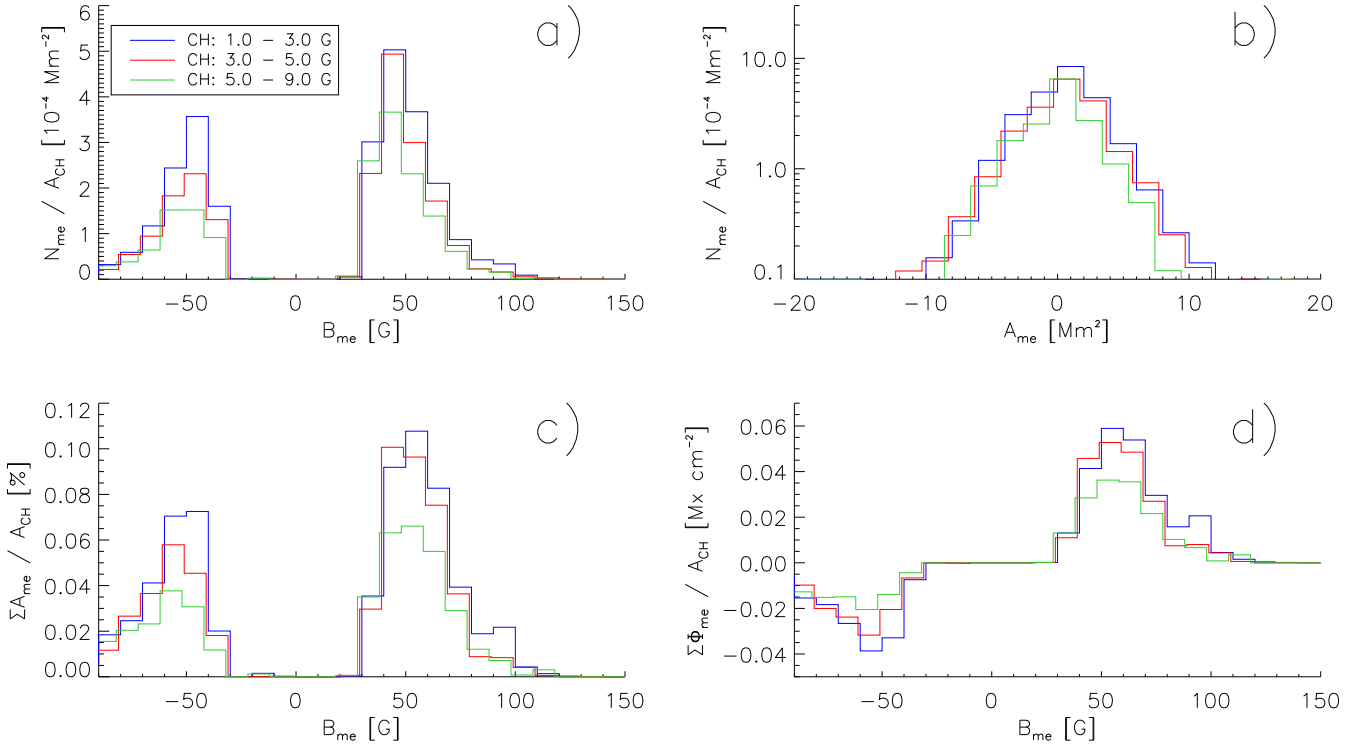 a)
CH: 1.0 – 3.0 G
CH: 3.0 – 5.0 G
CH: 5.0 – 9.0 G
N_me / A_CH [10⁻⁴ Mm⁻²]
6
5
4
3
2
1
0
−50 0 50 100 150
B_me [G]
b)
N_me / A_CH [10⁻⁴ Mm⁻²]
10.0
1.0
0.1
−20 −10 0 10 20
A_me [Mm²]
c)
ΣA_me / A_CH [%]
0.12
0.10
0.08
0.06
0.04
0.02
0.00
−50 0 50 100 150
B_me [G]
d)
ΣΦ_me / A_CH [Mx cm⁻²]
0.06
0.04
0.02
0.00
−0.02
−0.04
−50 0 50 100 150
B_me [G]